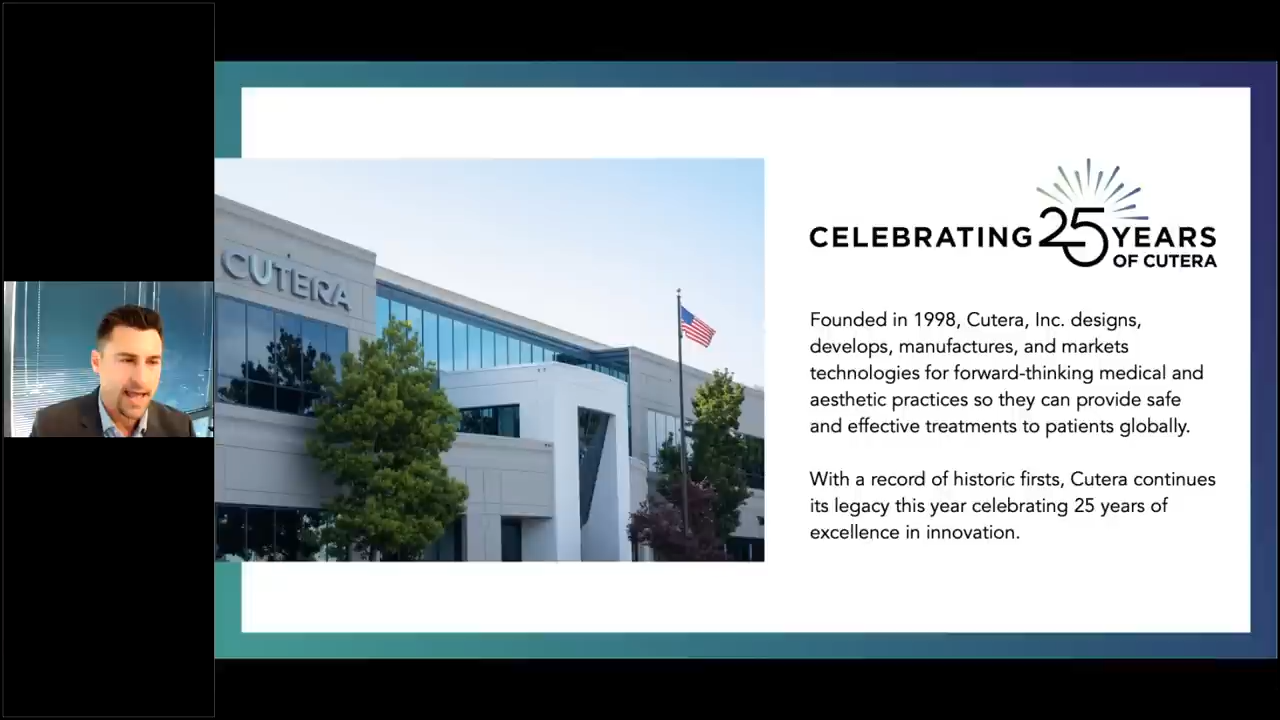 CUTERA
CELEBRATING 25 YEARS
OF CUTERA
Founded in 1998, Cutera, Inc. designs,
develops, manufactures, and markets
technologies for forward-thinking medical and
aesthetic practices so they can provide safe
and effective treatments to patients globally.
With a record of historic firsts, Cutera continues
its legacy this year celebrating 25 years of
excellence in innovation.